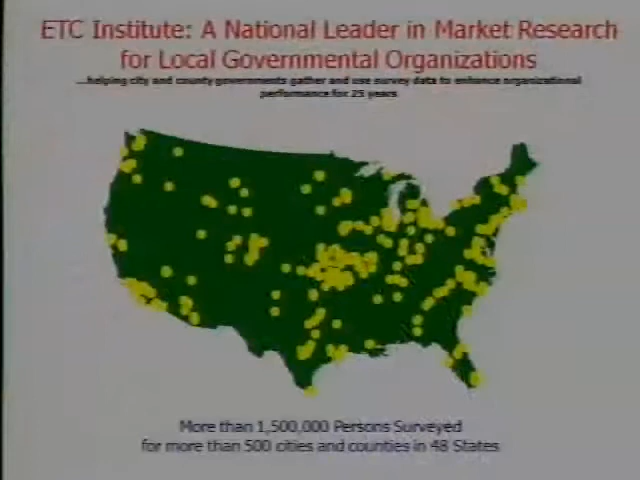 ETC Institute: A National Leader in Market Research
for Local Governmental Organizations
...helping city and county governments gather and use survey data to enhance organizational
performance for 25 years
More than 1,500,000 Persons Surveyed
for more than 500 cities and counties in 48 States